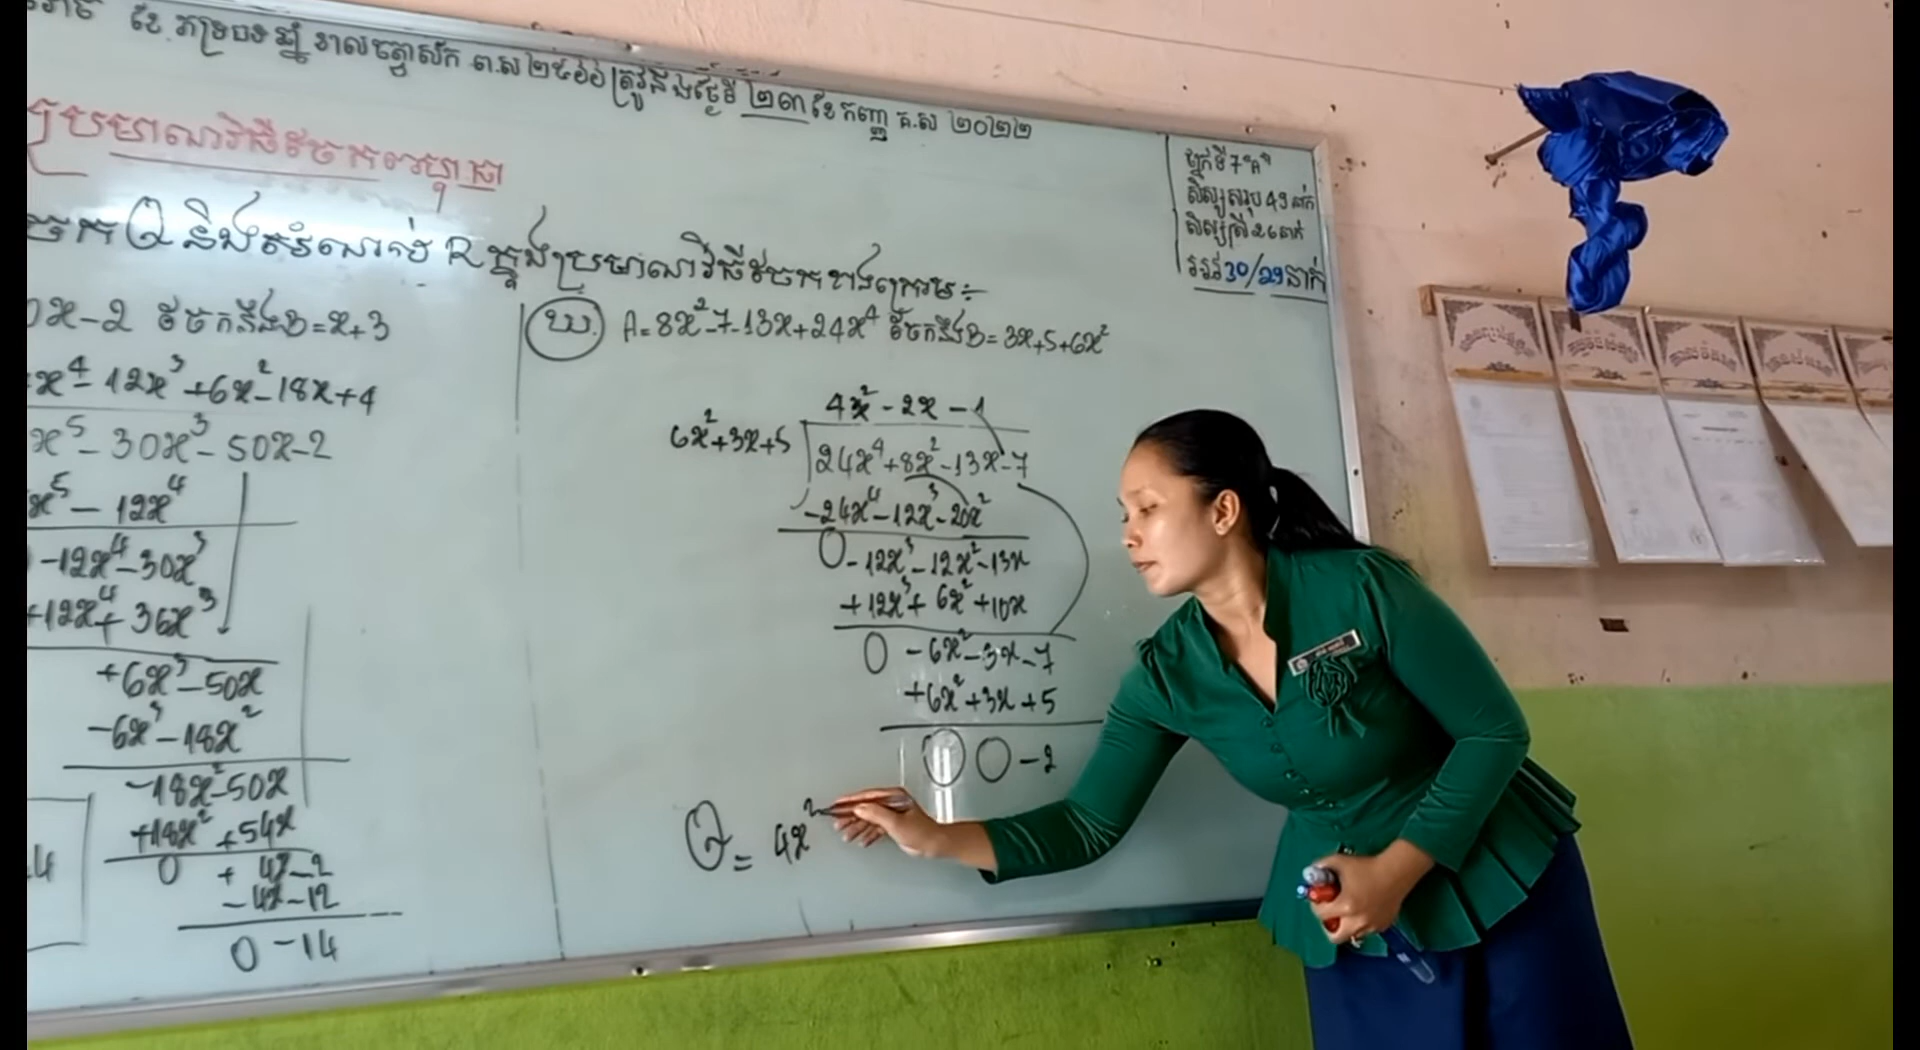 ខែ ភទ្របទ ឆ្នាំ ខាល ចត្វាស័ក ព.ស ២៥៦៦ ត្រូវនឹងថ្ងៃទី ២៣ ខែ កញ្ញា គ.ស ២០២២
ប្រមាណវិធីចែកពហុធា
ចែក Q និងសំណល់ R ក្នុងប្រមាណវិធីចែកខាងក្រោម ÷
0x-2 ចែកនឹង B=x+3
x⁴-12x³+6x²-18x+4
x⁵-30x³-50x-2
x⁵-12x⁴
-12x⁴-30x³
+12x⁴+36x³
+6x³-50x
-6x³-18x²
-18x²-50x
+18x²+54x
0 + 4x-2
-4x-12
0 -14
ឃ. A=8x²-7-13x+24x⁴ ចែកនឹង B=3x+5+6x²
4x²-2x-1
6x²+3x+5
24x⁴+8x²-13x-7
-24x⁴-12x³-20x²
0-12x³-12x²-13x
+12x³+6x²+10x
0 -6x²-3x-7
+6x²+3x+5
0 0 -2
Q = 4x²
ថ្នាក់ទី 7 "A"
សិស្សសរុប 49 នាក់
សិស្សស្រី 26 នាក់
30/29 នាក់